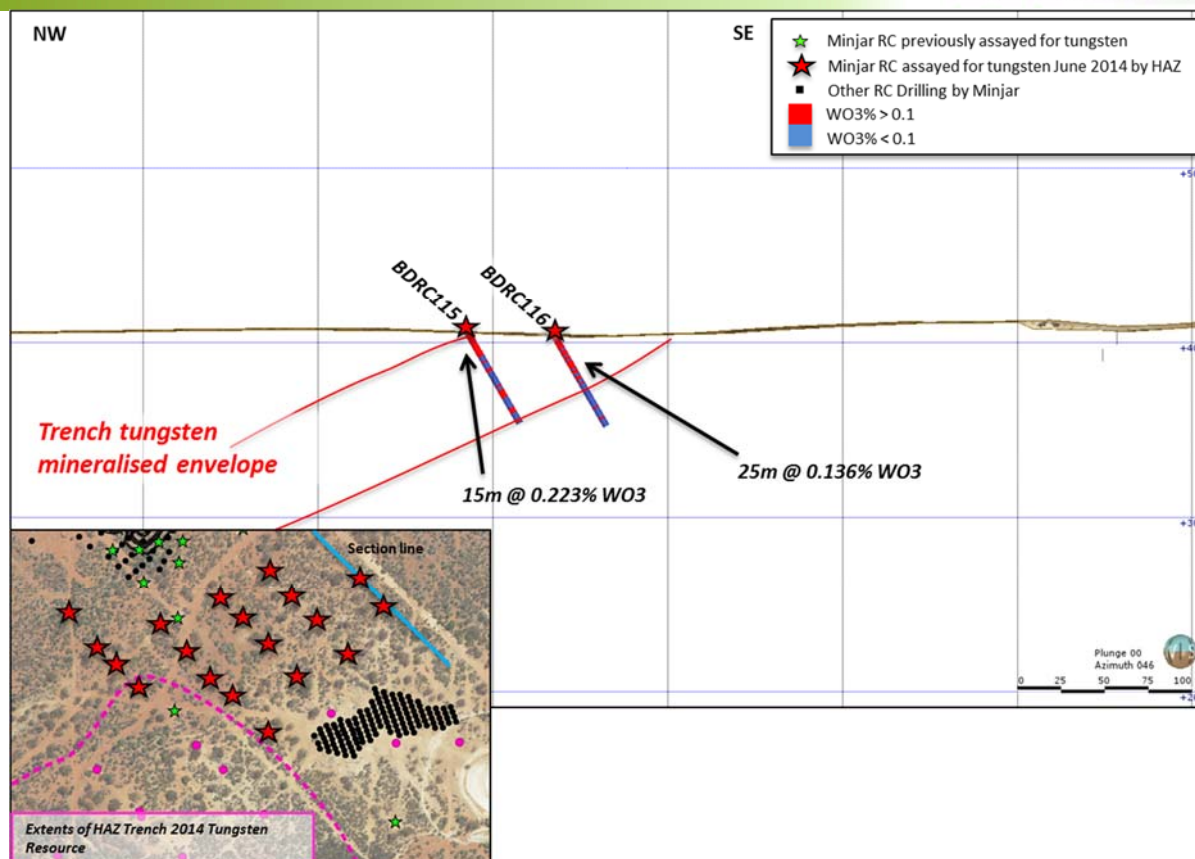 NW
SE
Minjar RC previously assayed for tungsten
Minjar RC assayed for tungsten June 2014 by HAZ
Other RC Drilling by Minjar
WO3% > 0.1
WO3% < 0.1
BDRC115
BDRC116
Trench tungsten
mineralised envelope
15m @ 0.223% WO3
25m @ 0.136% WO3
Section line
Plunge 00
Azimuth 046
0 25 50 75 100
Extents of HAZ Trench 2014 Tungsten
Resource